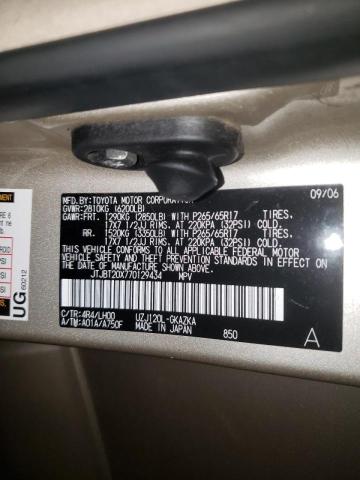 09/06
MFD.BY:TOYOTA MOTOR CORPORATION
GVWR:2810KG (6200LB)
GAWR:FRT. 1290KG (2850LB) WITH P265/65R17 TIRES.
17X7 1/2JJ RIMS. AT 220KPA (32PSI) COLD
RR. 1520KG (3350LB) WITH P265/65R17 TIRES.
17X7 1/2JJ RIMS. AT 220KPA (32PSI) COLD
THIS VEHICLE CONFORMS TO ALL APPLICABLE FEDERAL MOTOR
VEHICLE SAFETY AND THEFT PREVENTION STANDARDS IN EFFECT
ON THE DATE OF MANUFACTURE SHOWN ABOVE.
JTJBT20X770129434 MPV
C/TR:4R4/LH00 UZJ120L-GKAZKA
A/TM:A01A/A750F MADE IN JAPAN 850
A
UG
60212